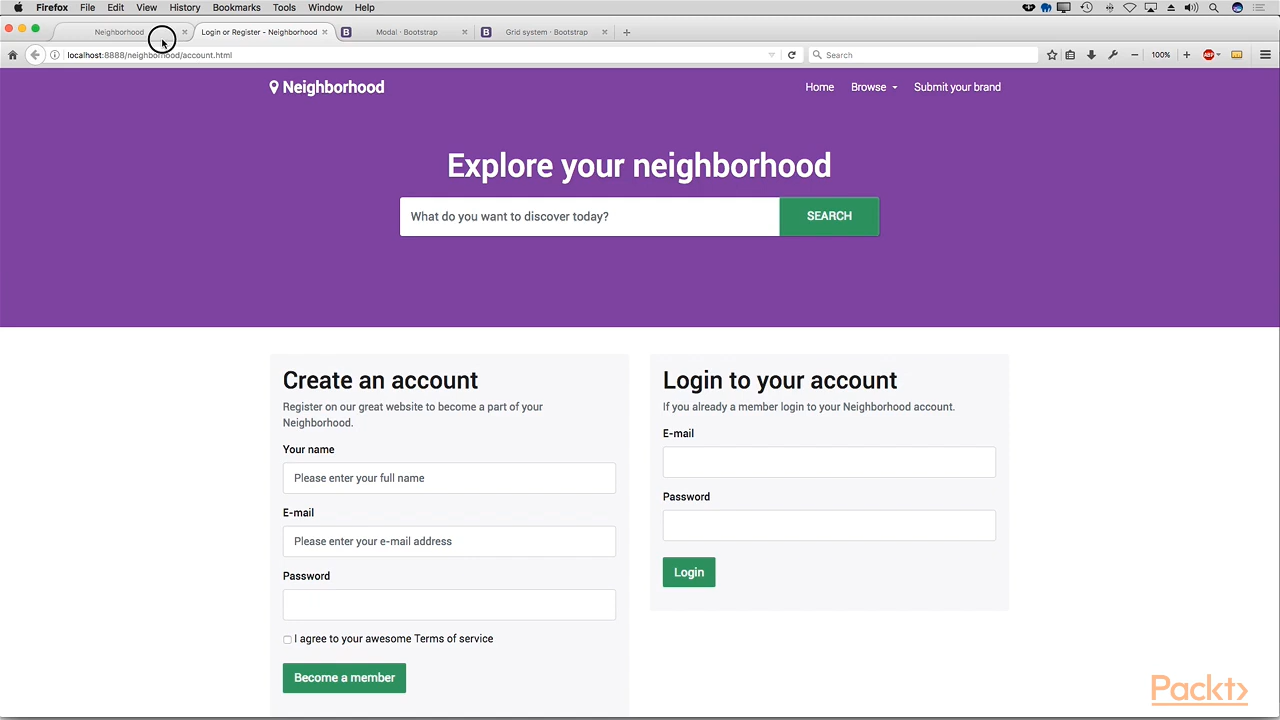 Firefox File Edit View History Bookmarks Tools Window Help
Neighborhood Login or Register - Neighborhood Modal · Bootstrap Grid system · Bootstrap
localhost:8888/neighborhood/account.html Search 100% ABP
Neighborhood Home Browse Submit your brand
Explore your neighborhood
What do you want to discover today? SEARCH
Create an account
Register on our great website to become a part of your
Neighborhood.
Your name
Please enter your full name
E-mail
Please enter your e-mail address
Password
I agree to your awesome Terms of service
Become a member
Login to your account
If you already a member login to your Neighborhood account.
E-mail
Password
Login
Packt